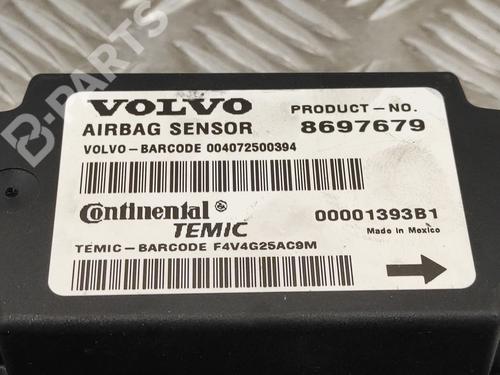 B-PARTS
VOLVO
PRODUCT-NO.
AIRBAG SENSOR
8697679
VOLVO-BARCODE 004072500394
Continental
TEMIC
00001393B1
Made in Mexico
TEMIC-BARCODE F4V4G25AC9M